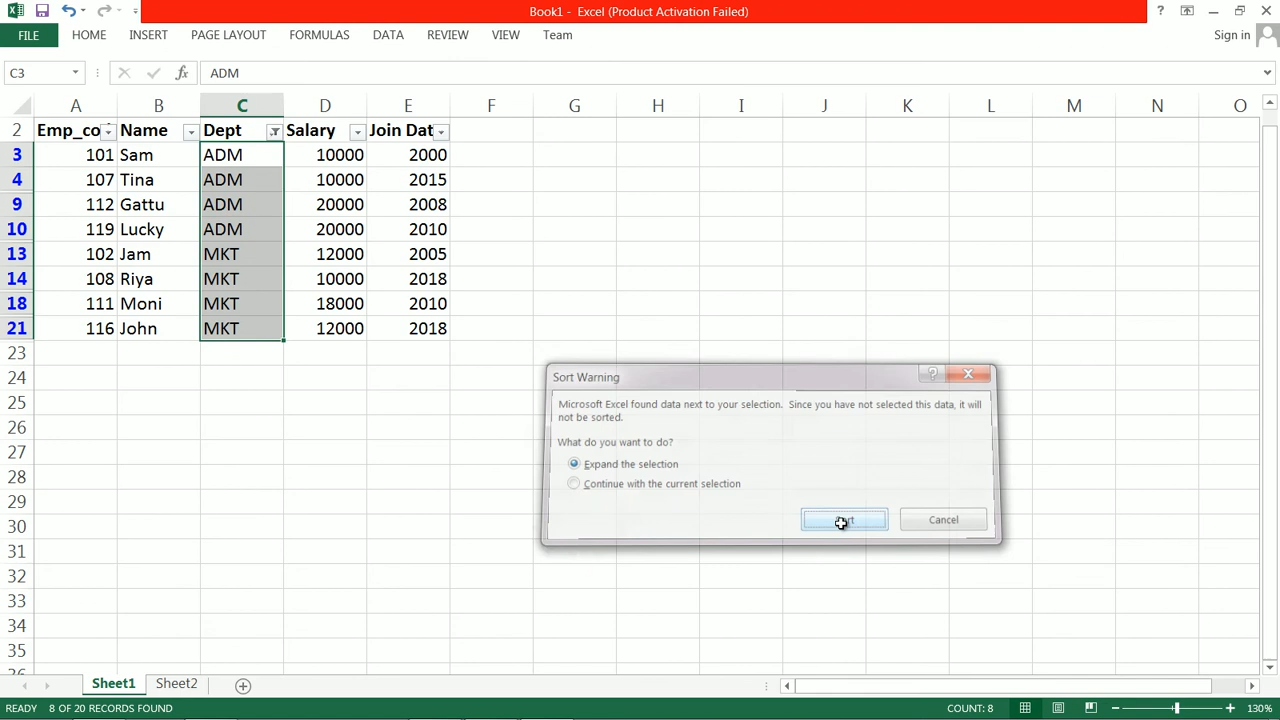 Book1 - Excel (Product Activation Failed)
FILE HOME INSERT PAGE LAYOUT FORMULAS DATA REVIEW VIEW Team Sign in
C3 ADM
A B C D E F G H I J K L M N O
2 Emp_co Name Dept Salary Join Dat
3 101 Sam ADM 10000 2000
4 107 Tina ADM 10000 2015
9 112 Gattu ADM 20000 2008
10 119 Lucky ADM 20000 2010
13 102 Jam MKT 12000 2005
14 108 Riya MKT 10000 2018
18 111 Moni MKT 18000 2010
21 116 John MKT 12000 2018
23
24
25
26
27
28
29
30
31
32
33
34
35
Sort Warning
Microsoft Excel found data next to your selection. Since you have not selected this data, it will
not be sorted.
What do you want to do?
Expand the selection
Continue with the current selection
Cancel
Sheet1 Sheet2
READY 8 OF 20 RECORDS FOUND COUNT: 8 130%